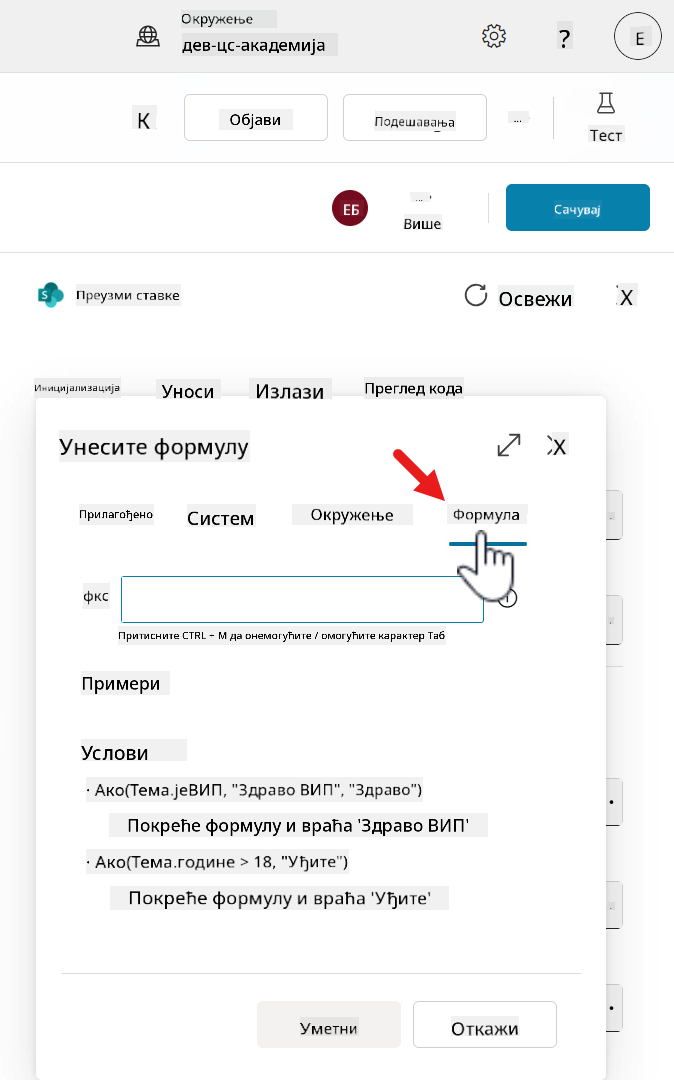 Окружење
дев-цс-академија
?
Е
К
Објави
Подешавања
...
Тест
ЕБ
...
Више
Сачувај
S
Преузми ставке
Освежи
X
Иницијализација
Уноси
Излази
Преглед кода
Унесите формулу
X
Прилагођено
Систем
Окружење
Формула
фкс
Притисните CTRL + М да онемогућите / омогућите карактер Таб
Примери
Услови
· Ако(Тема.јеВИП, "Здраво ВИП", "Здраво")
Покреће формулу и враћа 'Здраво ВИП'
· Ако(Тема.године > 18, "Уђите")
Покреће формулу и враћа 'Уђите'
Уметни
Откажи